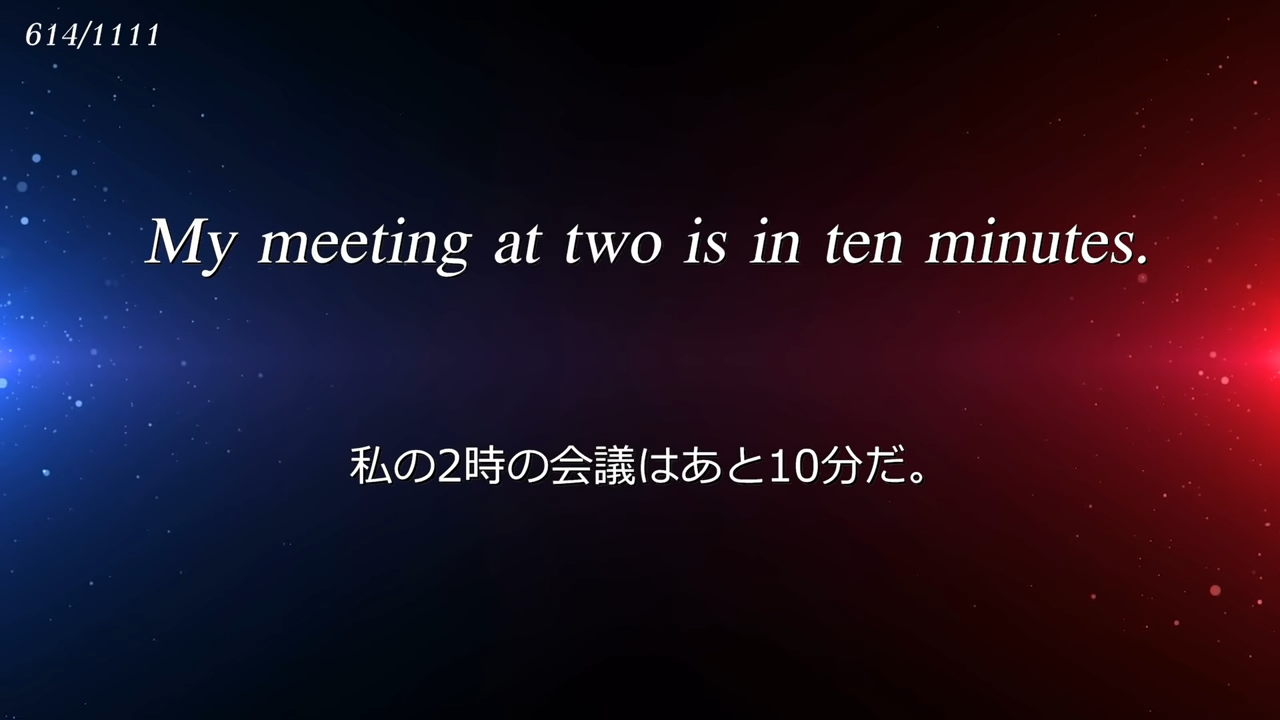 614/1111
My meeting at two is in ten minutes.
私の2時の会議はあと10分だ。